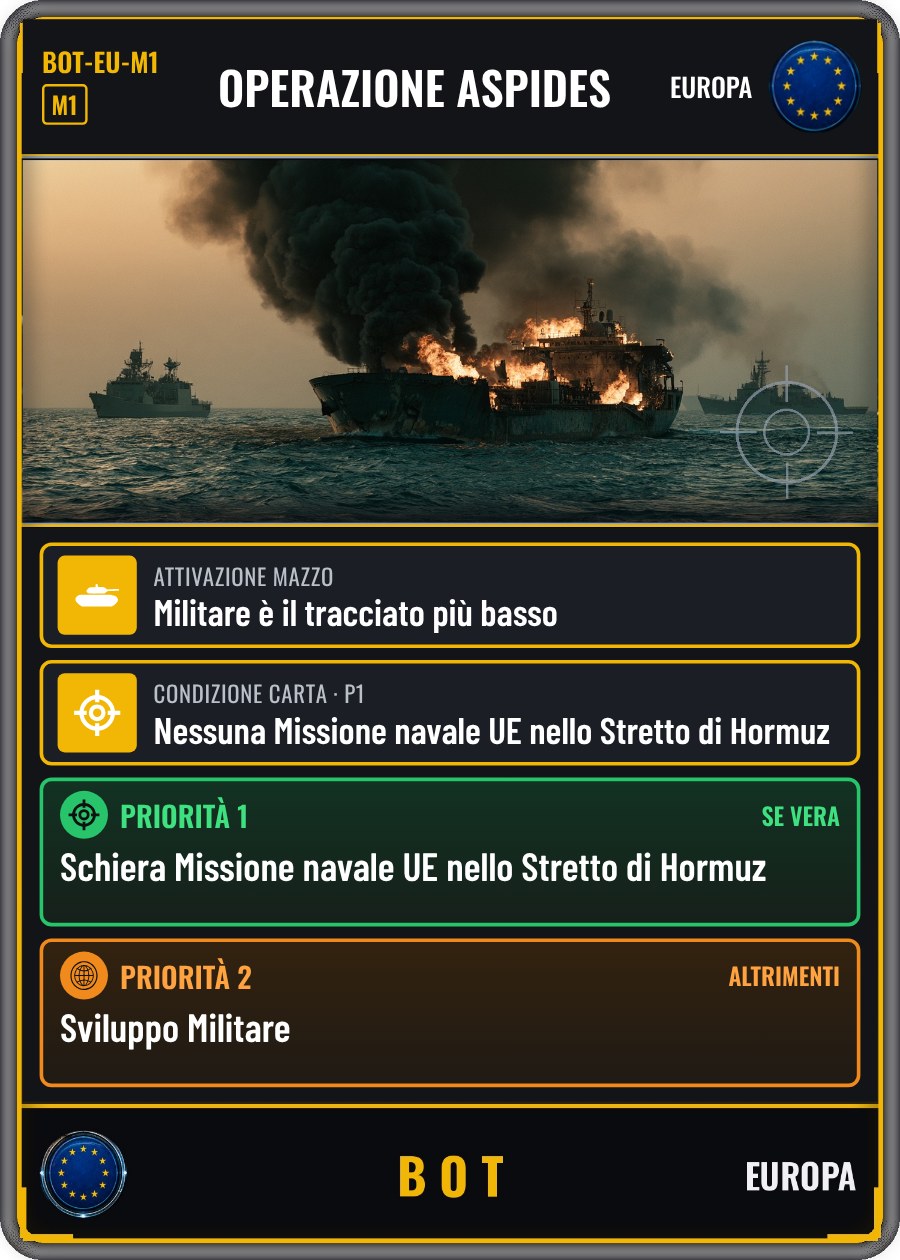 BOT-EU-M1
M1
OPERAZIONE ASPIDES
EUROPA
ATTIVAZIONE MAZZO
Militare è il tracciato più basso
CONDIZIONE CARTA · P1
Nessuna Missione navale UE nello Stretto di Hormuz
PRIORITÀ 1
SE VERA
Schiera Missione navale UE nello Stretto di Hormuz
PRIORITÀ 2
ALTRIMENTI
Sviluppo Militare
BOT
EUROPA